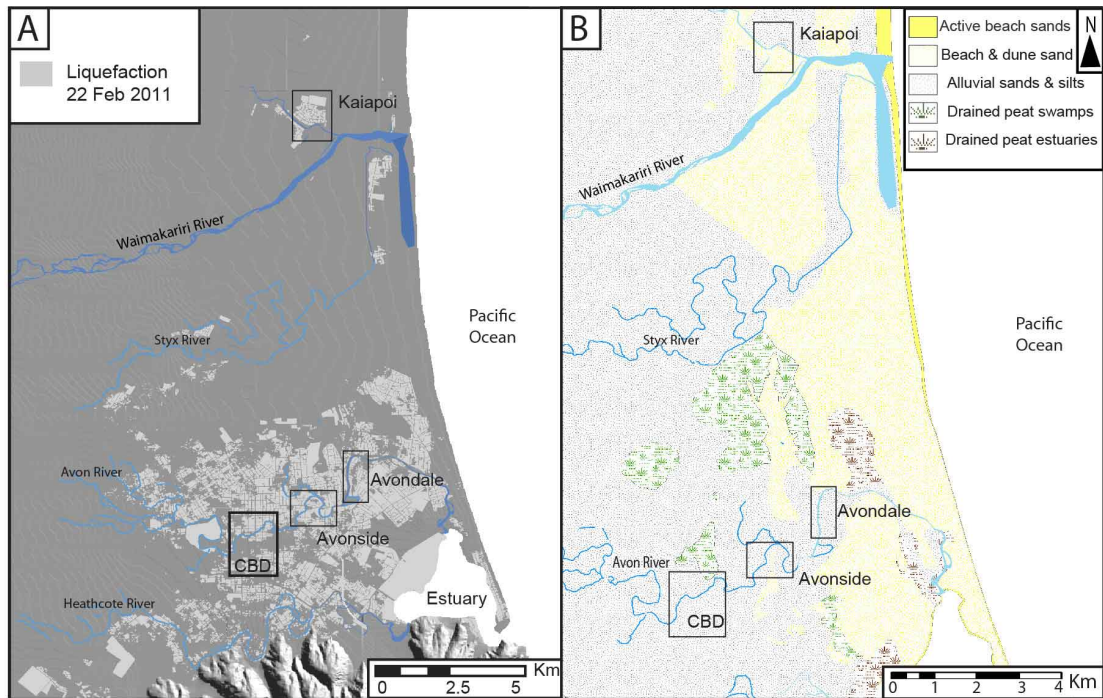 A
Liquefaction
22 Feb 2011
Kaiapoi
Waimakariri River
Pacific
Ocean
Styx River
Avon River
Avondale
Avonside
CBD
Heathcote River
Estuary
Km
0 2.5 5
B
Kaiapoi
Active beach sands
Beach & dune sand
Alluvial sands & silts
Drained peat swamps
Drained peat estuaries
N
Waimakariri River
Pacific
Ocean
Styx River
Avondale
Avon River
Avonside
CBD
0 1 2 4 Km